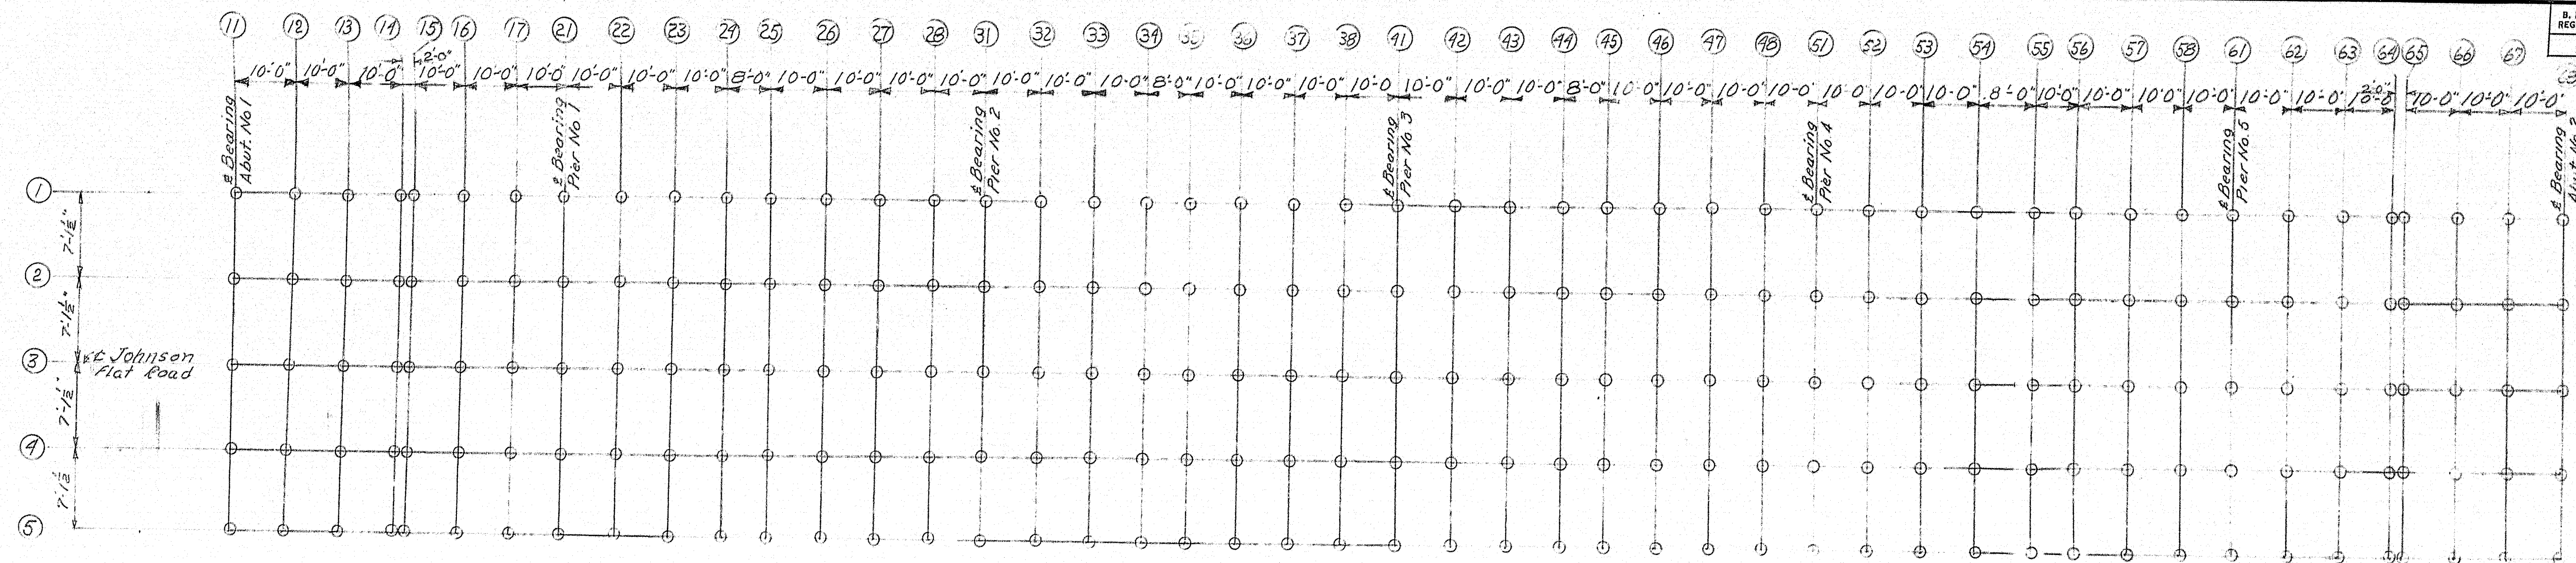 B.
REG
11 12 13 14 15 16 17 21 22 23 24 25 26 27 28 31 32 33 34 35 36 37 38 41 42 43 44 45 46 47 48 51 52 53 54 55 56 57 58 61 62 63 64 65 66 67
2'-0" 2'-0"
10'-0" 10'-0" 10'-0" 10'-0" 10'-0" 10'-0" 10'-0" 10'-0" 10'-0" 8'-0" 10'-0" 10'-0" 10'-0" 10'-0" 10'-0" 10'-0" 10'-0" 8'-0" 10'-0" 10'-0" 10'-0" 10'-0" 10'-0" 10'-0" 10'-0" 8'-0" 10'-0" 10'-0" 10'-0" 10'-0" 10'-0" 10'-0" 10'-0" 8'-0" 10'-0" 10'-0" 10'-0" 10'-0" 10'-0" 10'-0" 10'-0" 10'-0" 10'-0" 10'-0"
℄ Bearing
Abut. No 1
℄ Bearing
Pier No 1
℄ Bearing
Pier No. 2
℄ Bearing
Pier No. 3
℄ Bearing
Pier No. 4
℄ Bearing
Pier No. 5
℄ Bearing
Abut No 2
1
7'-1½"
2
7'-1½"
3
℄ Johnson
Flat Road
7'-1½"
4
7'-1½
5